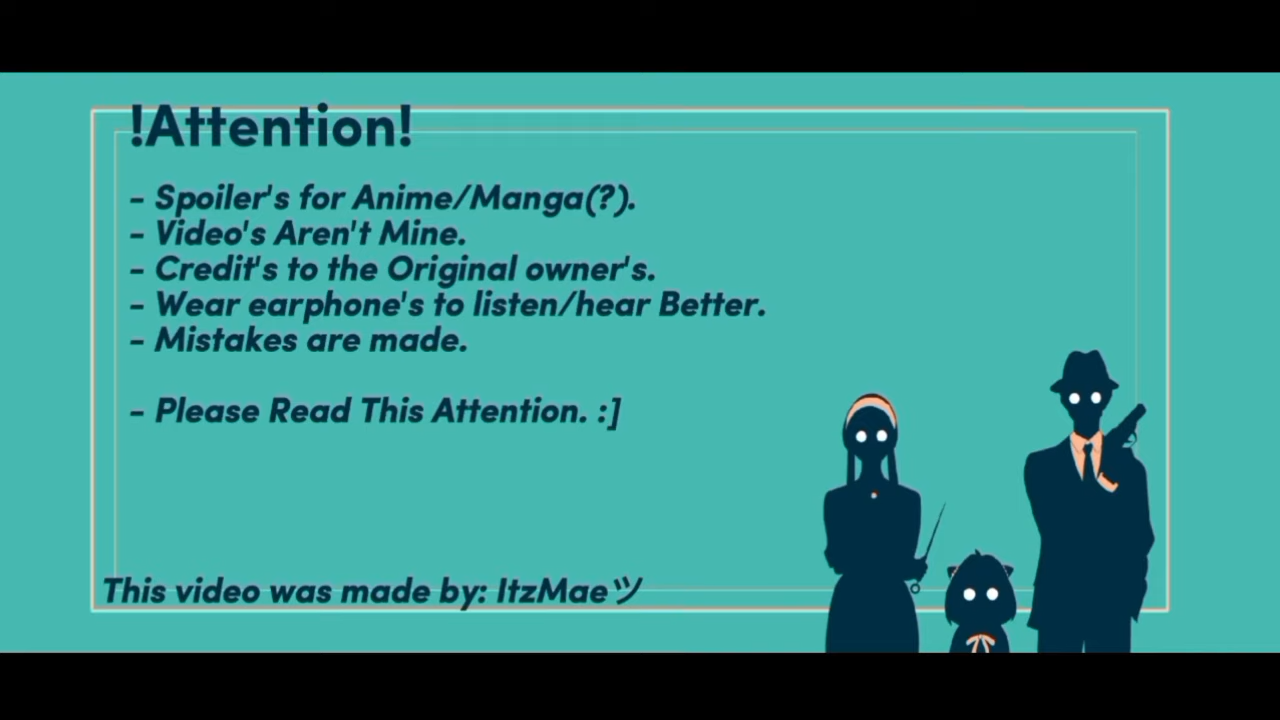 !Attention!
- Spoiler's for Anime/Manga(?).
- Video's Aren't Mine.
- Credit's to the Original owner's.
- Wear earphone's to listen/hear Better.
- Mistakes are made.
- Please Read This Attention. :]
This video was made by: ItzMaeツ